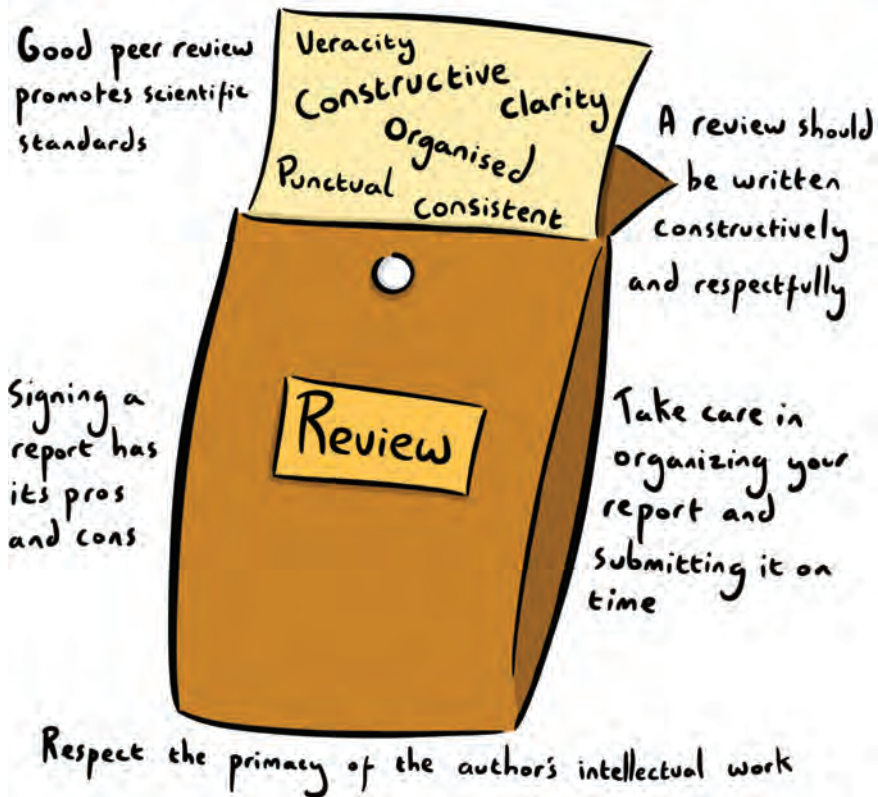 Good peer review
promotes scientific
standards
Veracity
Constructive
clarity
Organised
Punctual
consistent
A review should
be written
constructively
and respectfully
Signing a
report has
its pros
and cons
Review
Take care in
organizing your
report and
submitting it on
time
Respect the primacy of the author's intellectual work